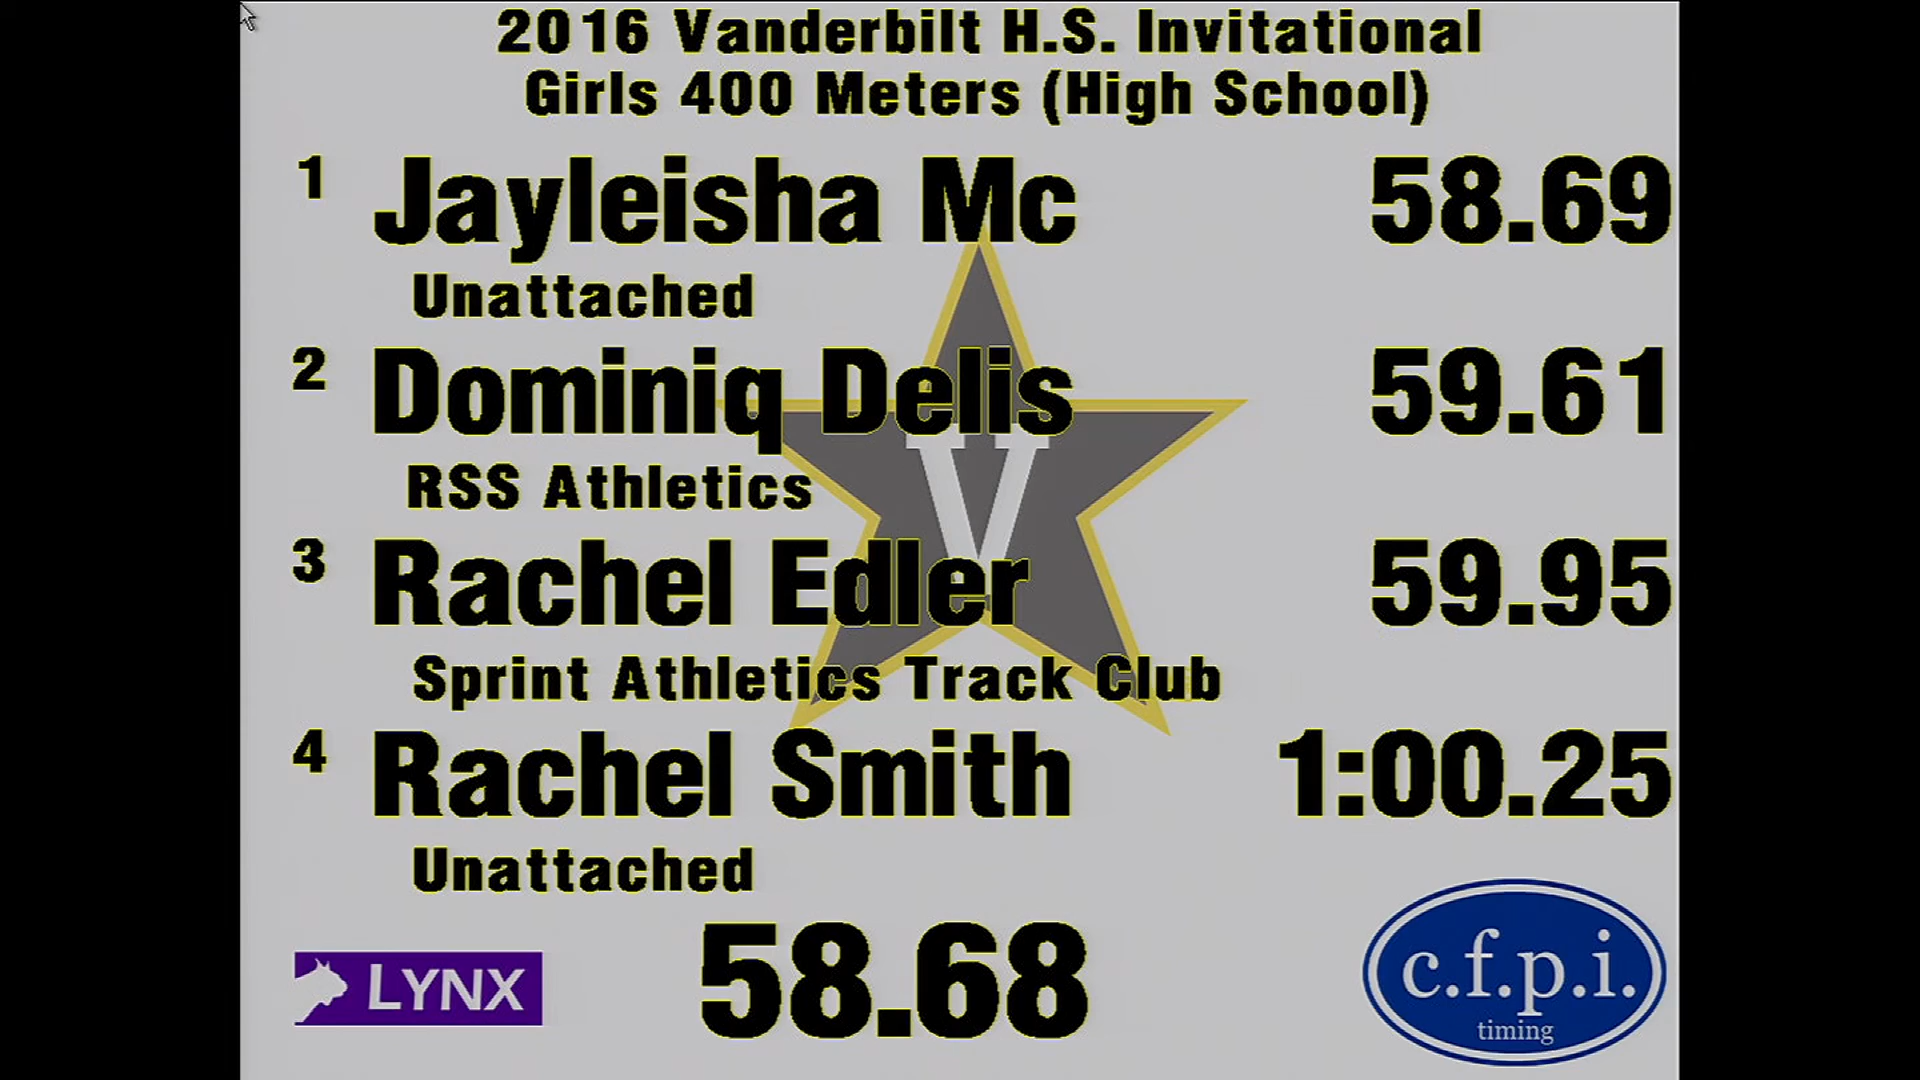 2016 Vanderbilt H.S. Invitational
Girls 400 Meters (High School)
1 Jayleisha Mc 58.69
Unattached
2 Dominiq Delis 59.61
RSS Athletics
V
3 Rachel Edler 59.95
Sprint Athletics Track Club
4 Rachel Smith 1:00.25
Unattached
LYNX 58.68 c.f.p.i.
timing